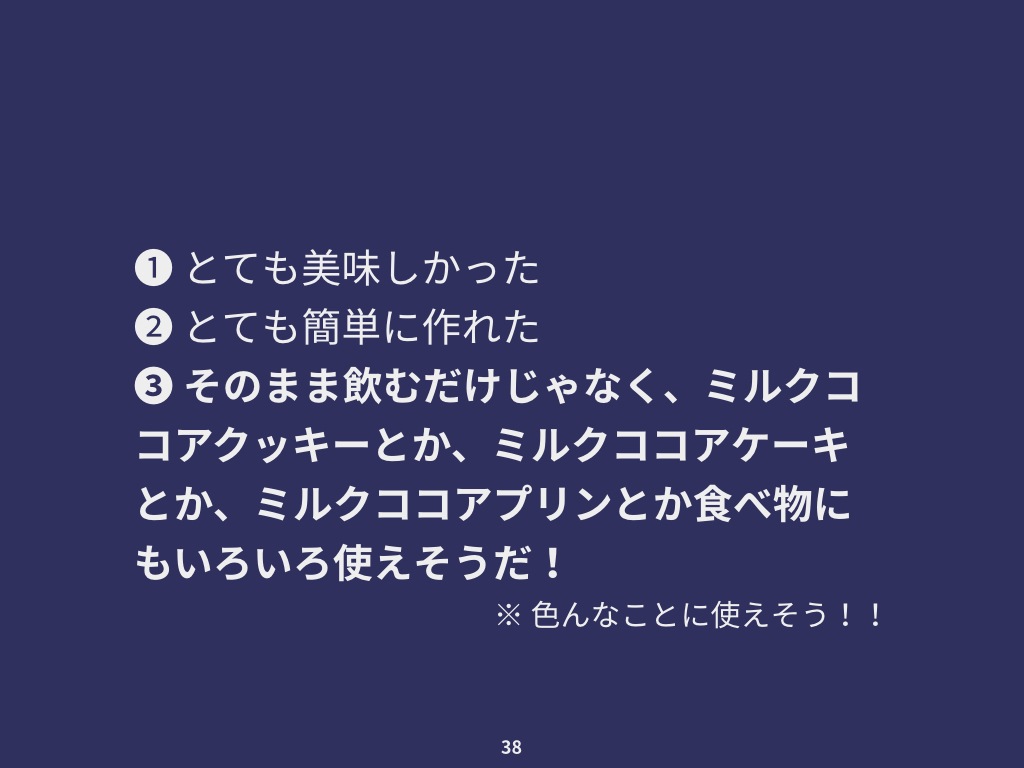 ❶ とても美味しかった
❷ とても簡単に作れた
❸ そのまま飲むだけじゃなく、ミルクコ
コアクッキーとか、ミルクココアケーキ
とか、ミルクココアプリンとか食べ物に
もいろいろ使えそうだ！
※ 色んなことに使えそう！！
38